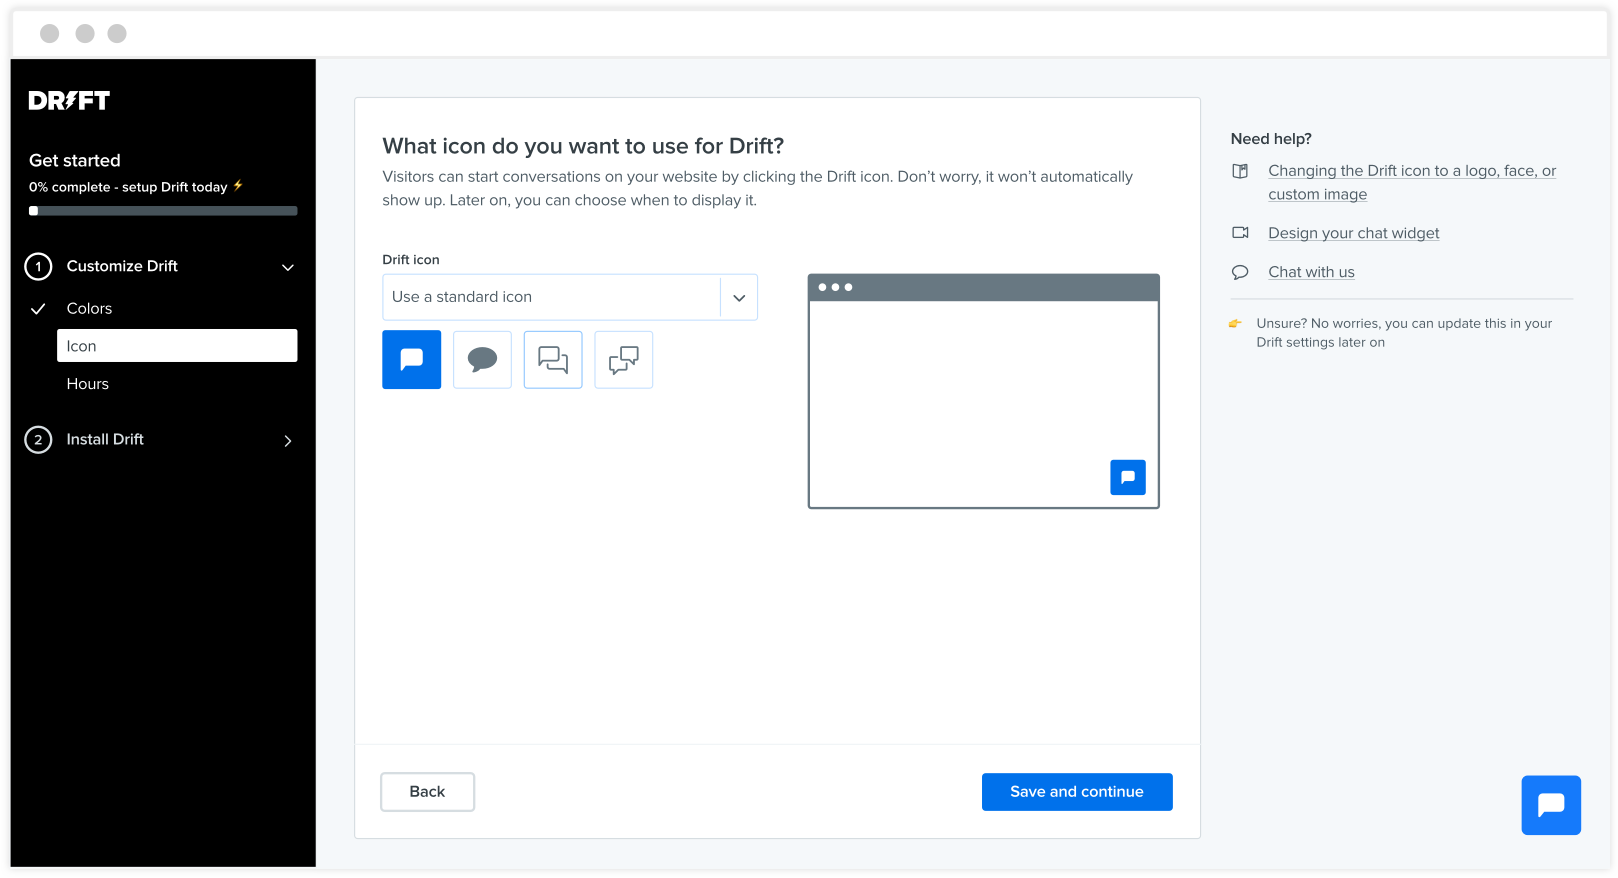 DRIFT
Get started
0% complete - setup Drift today ⚡
1 Customize Drift
Colors
Icon
Hours
2 Install Drift
What icon do you want to use for Drift?
Visitors can start conversations on your website by clicking the Drift icon. Don’t worry, it won’t automatically
show up. Later on, you can choose when to display it.
Drift icon
Use a standard icon
Back
Save and continue
Need help?
Changing the Drift icon to a logo, face, or
custom image
Design your chat widget
Chat with us
👉 Unsure? No worries, you can update this in your
Drift settings later on